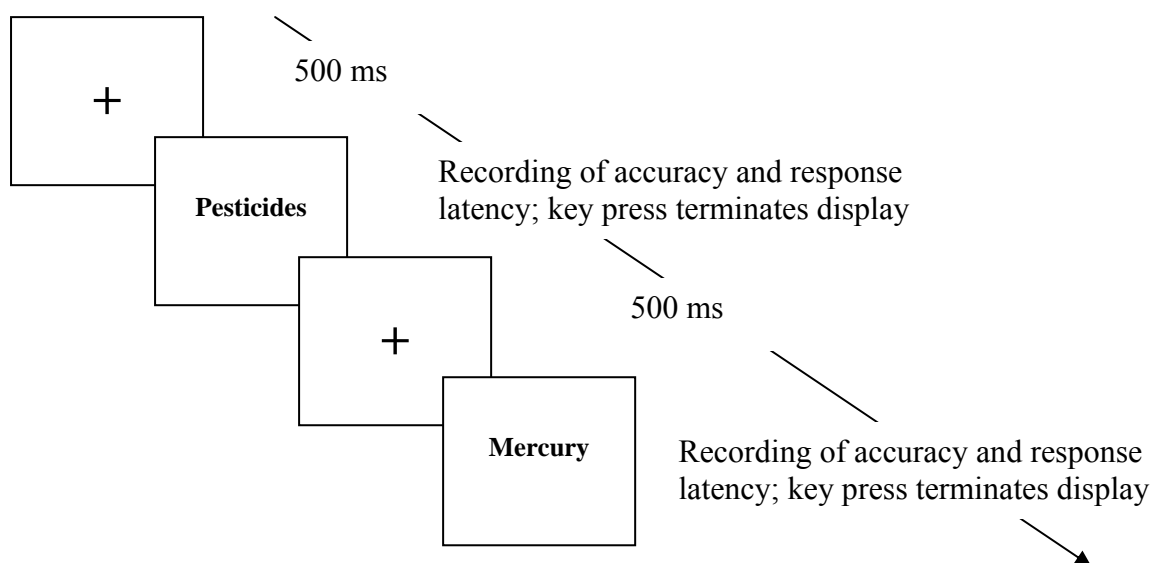 +
500 ms
Pesticides
Recording of accuracy and response
latency; key press terminates display
+
500 ms
Mercury
Recording of accuracy and response
latency; key press terminates display